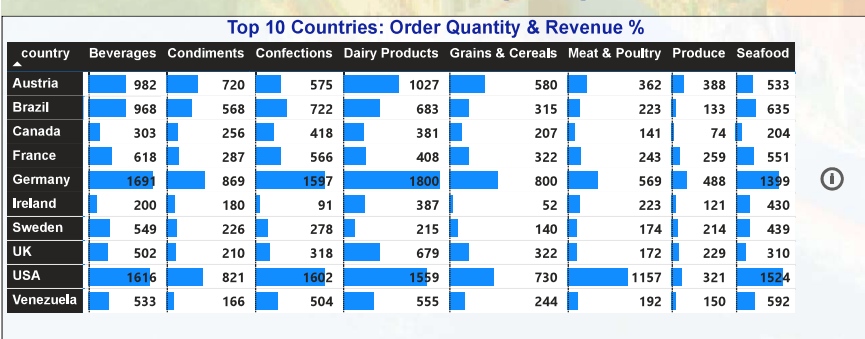 Top 10 Countries: Order Quantity & Revenue %
country Beverages Condiments Confections Dairy Products Grains & Cereals Meat & Poultry Produce Seafood
Austria 982 720 575 1027 580 362 388 533
Brazil 968 568 722 683 315 223 133 635
Canada 303 256 418 381 207 141 74 204
France 618 287 566 408 322 243 259 551
Germany 1691 869 1597 1800 800 569 488 1399
Ireland 200 180 91 387 52 223 121 430
Sweden 549 226 278 215 140 174 214 439
UK 502 210 318 679 322 172 229 310
USA 1616 821 1602 1559 730 1157 321 1524
Venezuela 533 166 504 555 244 192 150 592